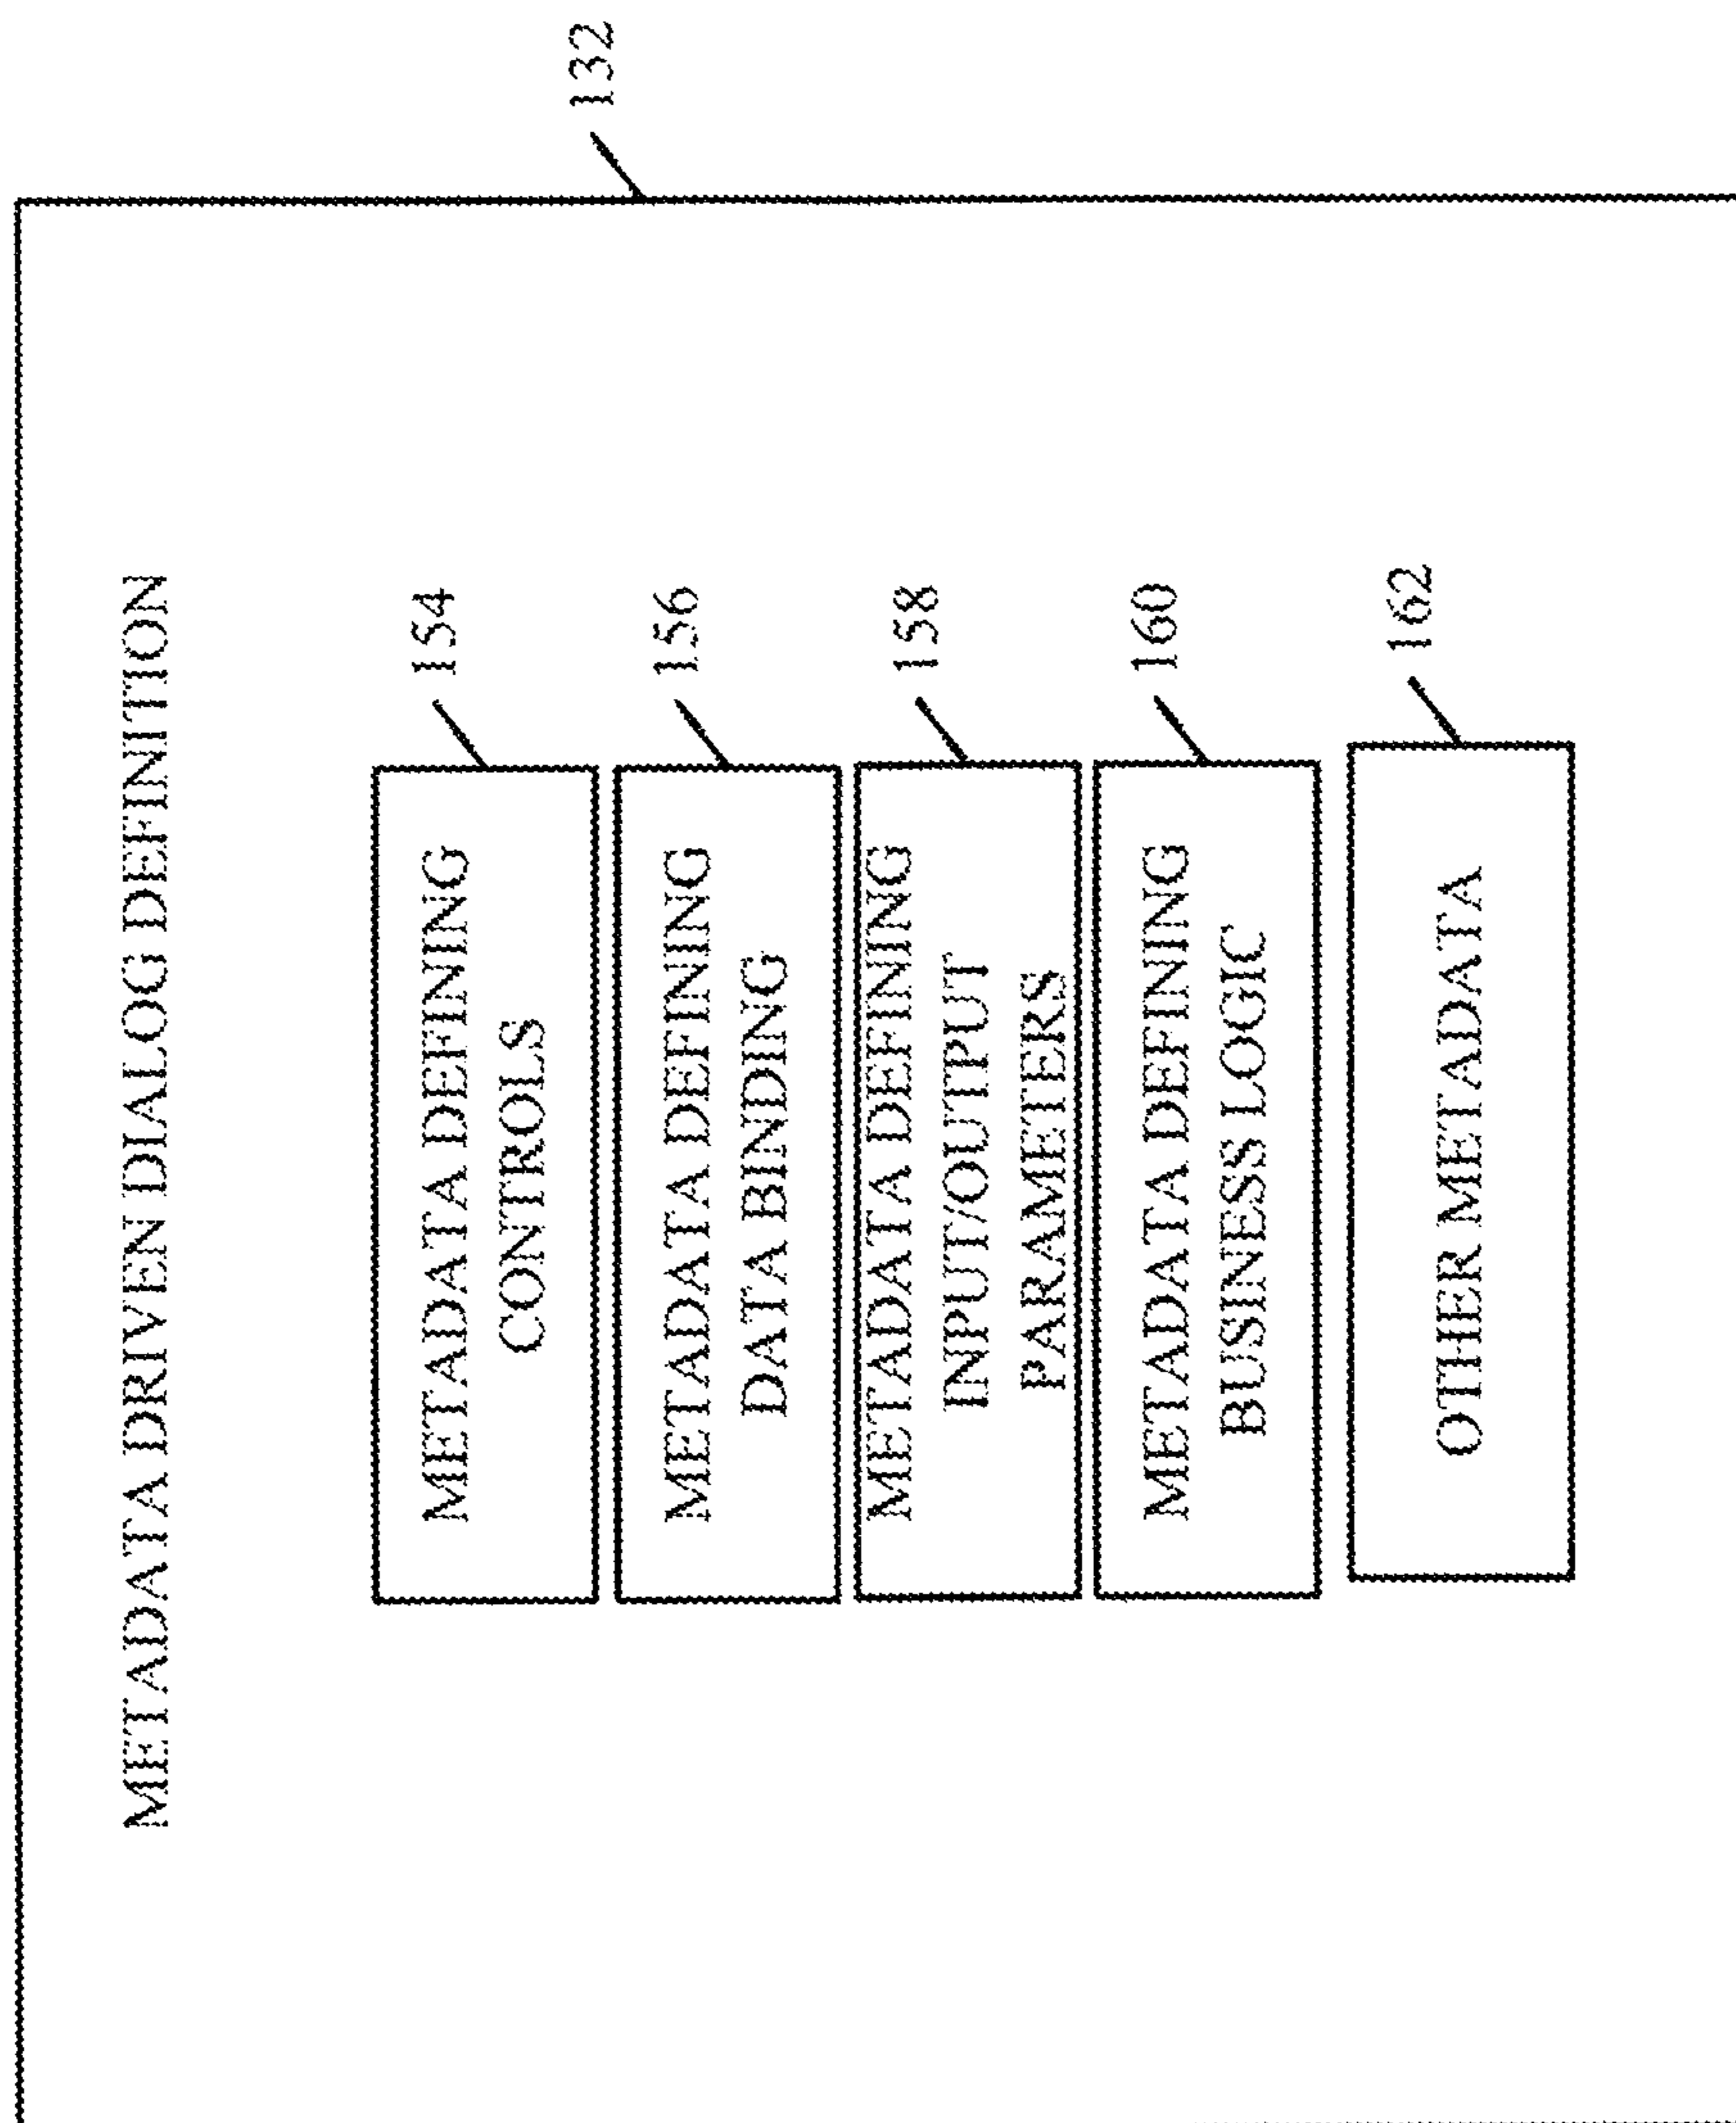 METADATA DRIVEN DIALOG DEFINITION
132
METADATA DEFINING
CONTROLS
154
METADATA DEFINING
DATA BINDING
156
METADATA DEFINING
INPUT/OUTPUT
PARAMETERS
158
METADATA DEFINING
BUSINESS LOGIC
160
OTHER METADATA
162